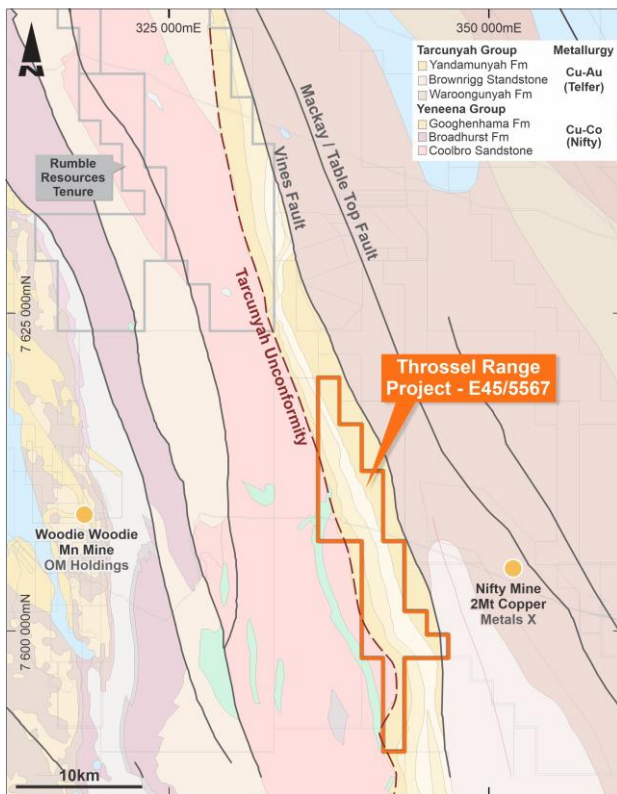 325 000mE
350 000mE
N
Tarcunyah Group
Metallurgy
Yandamunyah Fm
Brownrigg Sandstone
Waroongunyah Fm
Cu-Au
(Telfer)
Yeneena Group
Googhenhama Fm
Broadhurst Fm
Coolbro Sandstone
Cu-Co
(Nifty)
Rumble
Resources
Tenure
Mackay / Table Top Fault
Vines Fault
Tarcunyah Unconformity
7 625 000mN
Throssel Range
Project - E45/5567
Woodie Woodie
Mn Mine
OM Holdings
Nifty Mine
2Mt Copper
Metals X
7 600 000mN
10km